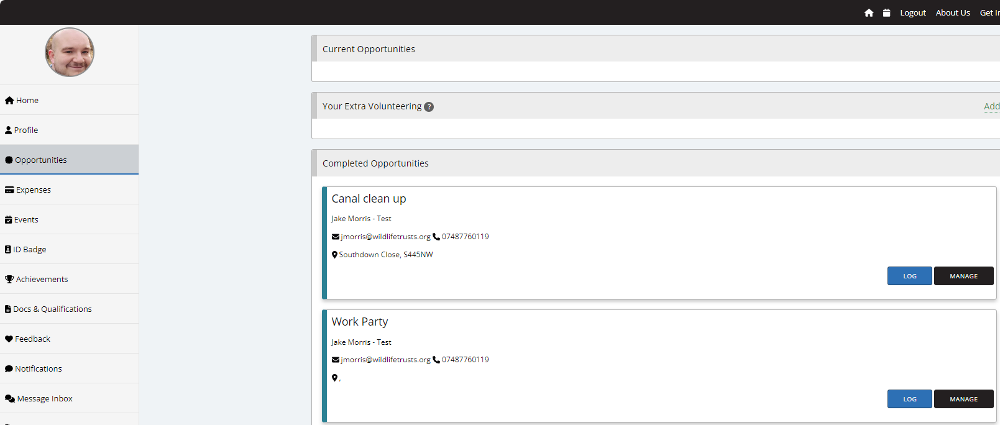 Logout About Us Get
Home
Profile
Opportunities
Expenses
Events
ID Badge
Achievements
Docs & Qualifications
Feedback
Notifications
Message Inbox
Current Opportunities
Your Extra Volunteering ?
Add
Completed Opportunities
Canal clean up
Jake Morris - Test
jmorris@wildlifetrusts.org 07487760119
Southdown Close, S445NW
LOG MANAGE
Work Party
Jake Morris - Test
jmorris@wildlifetrusts.org 07487760119
,
LOG MANAGE